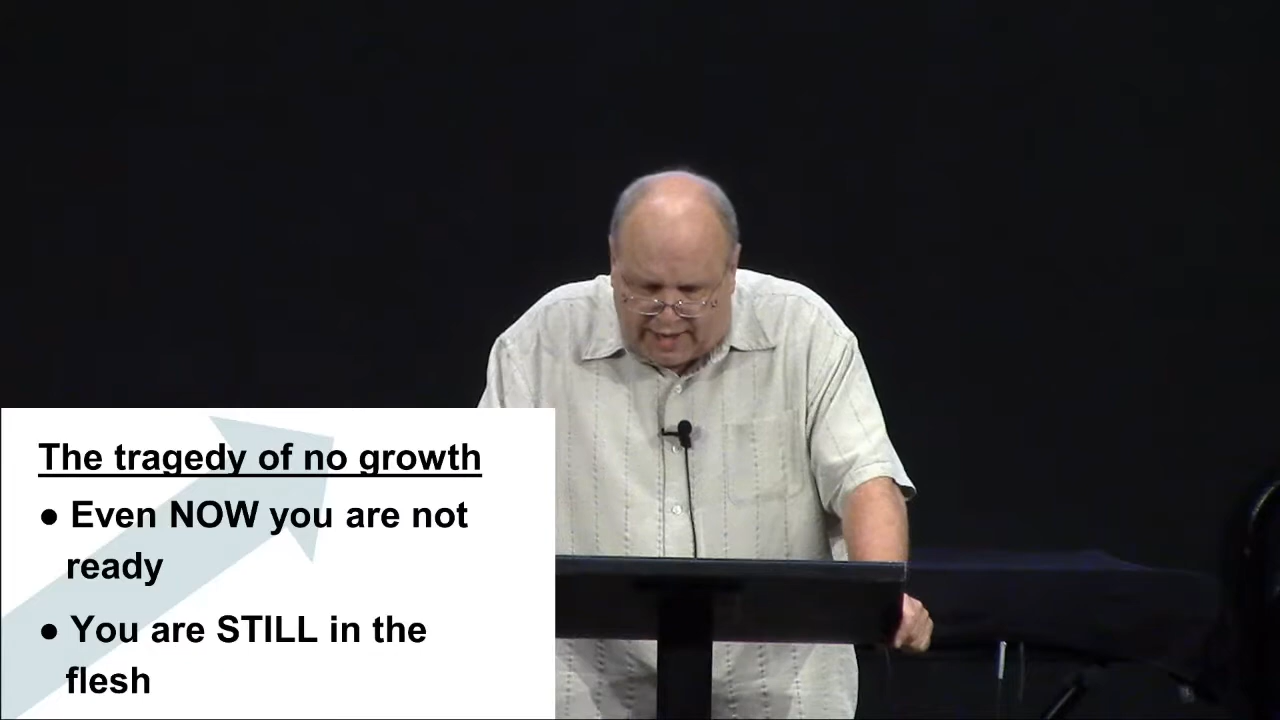 The tragedy of no growth
● Even NOW you are not
ready
● You are STILL in the
flesh